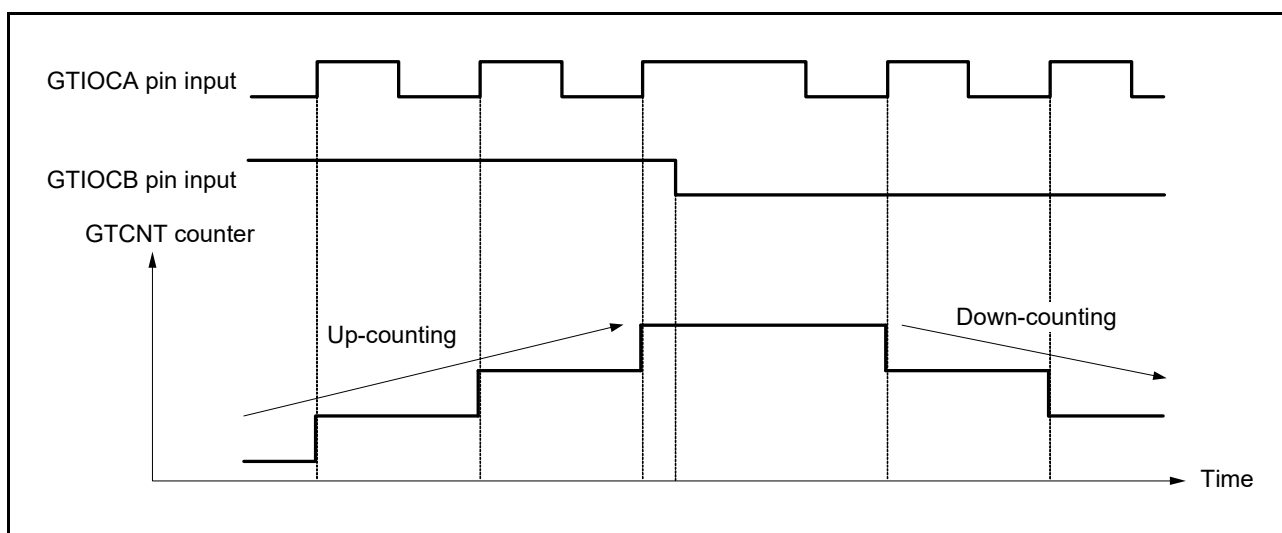 GTIOCA pin input
GTIOCB pin input
GTCNT counter
Up-counting
Down-counting
Time